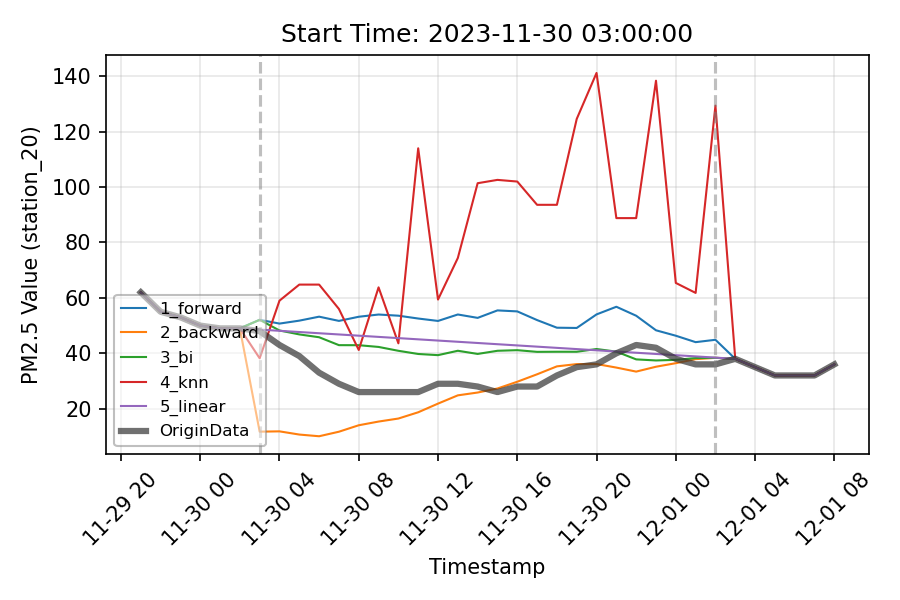 Start Time: 2023-11-30 03:00:00
PM2.5 Value (station_20)
140
120
100
80
60
40
20
1_forward
2_backward
3_bi
4_knn
5_linear
OriginData
11-29 20
11-30 00
11-30 04
11-30 08
11-30 12
11-30 16
11-30 20
12-01 00
12-01 04
12-01 08
Timestamp